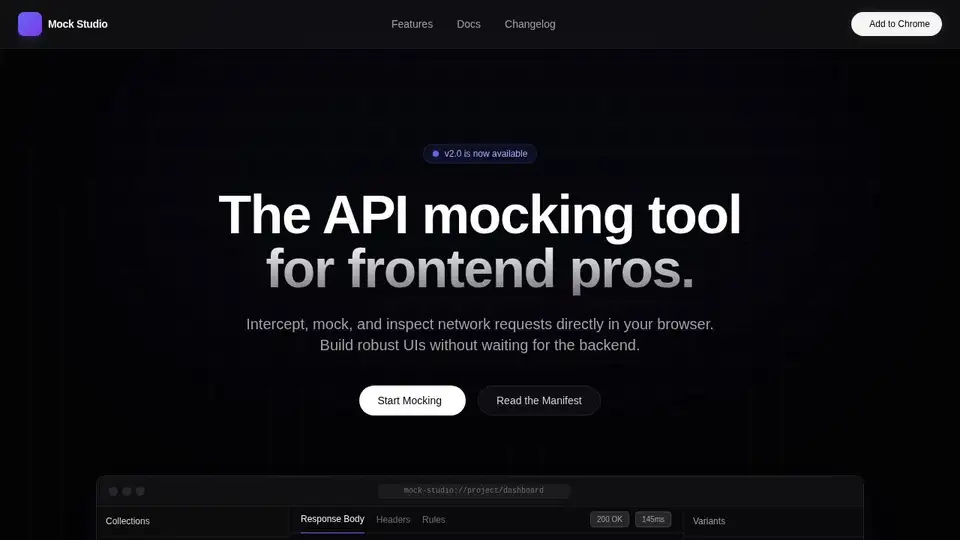 Mock Studio
Features
Docs
Changelog
Add to Chrome
v2.0 is now available
The API mocking tool
for frontend pros.
Intercept, mock, and inspect network requests directly in your browser.
Build robust UIs without waiting for the backend.
Start Mocking
Read the Manifest
mock-studio://project/dashboard
Collections
Response Body
Headers
Rules
200 OK
145ms
Variants